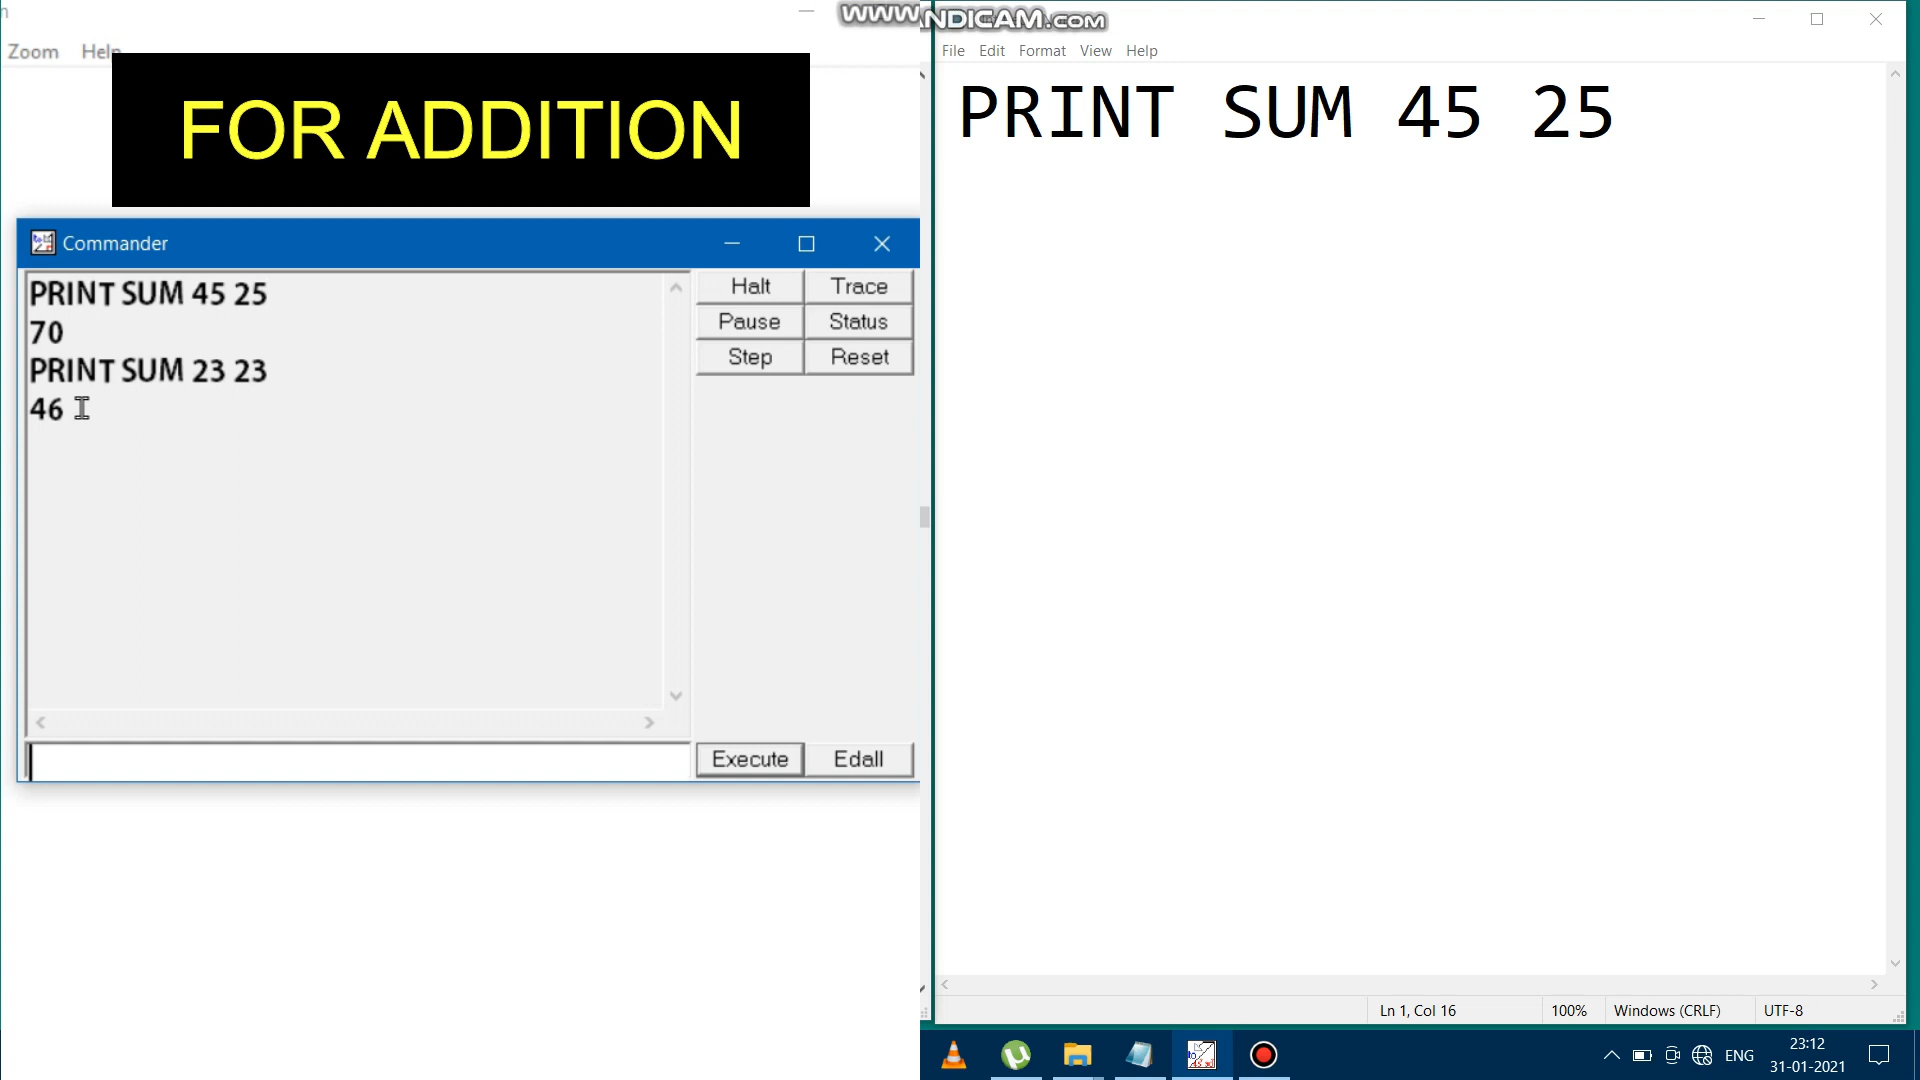 WWW
ANDICAM.COM
Zoom Help
FOR ADDITION
Commander
PRINT SUM 45 25
70
PRINT SUM 23 23
46
Halt Trace
Pause Status
Step Reset
Execute Edall
File Edit Format View Help
PRINT SUM 45 25
Ln 1, Col 16 100% Windows (CRLF) UTF-8
ENG
23:12
31-01-2021